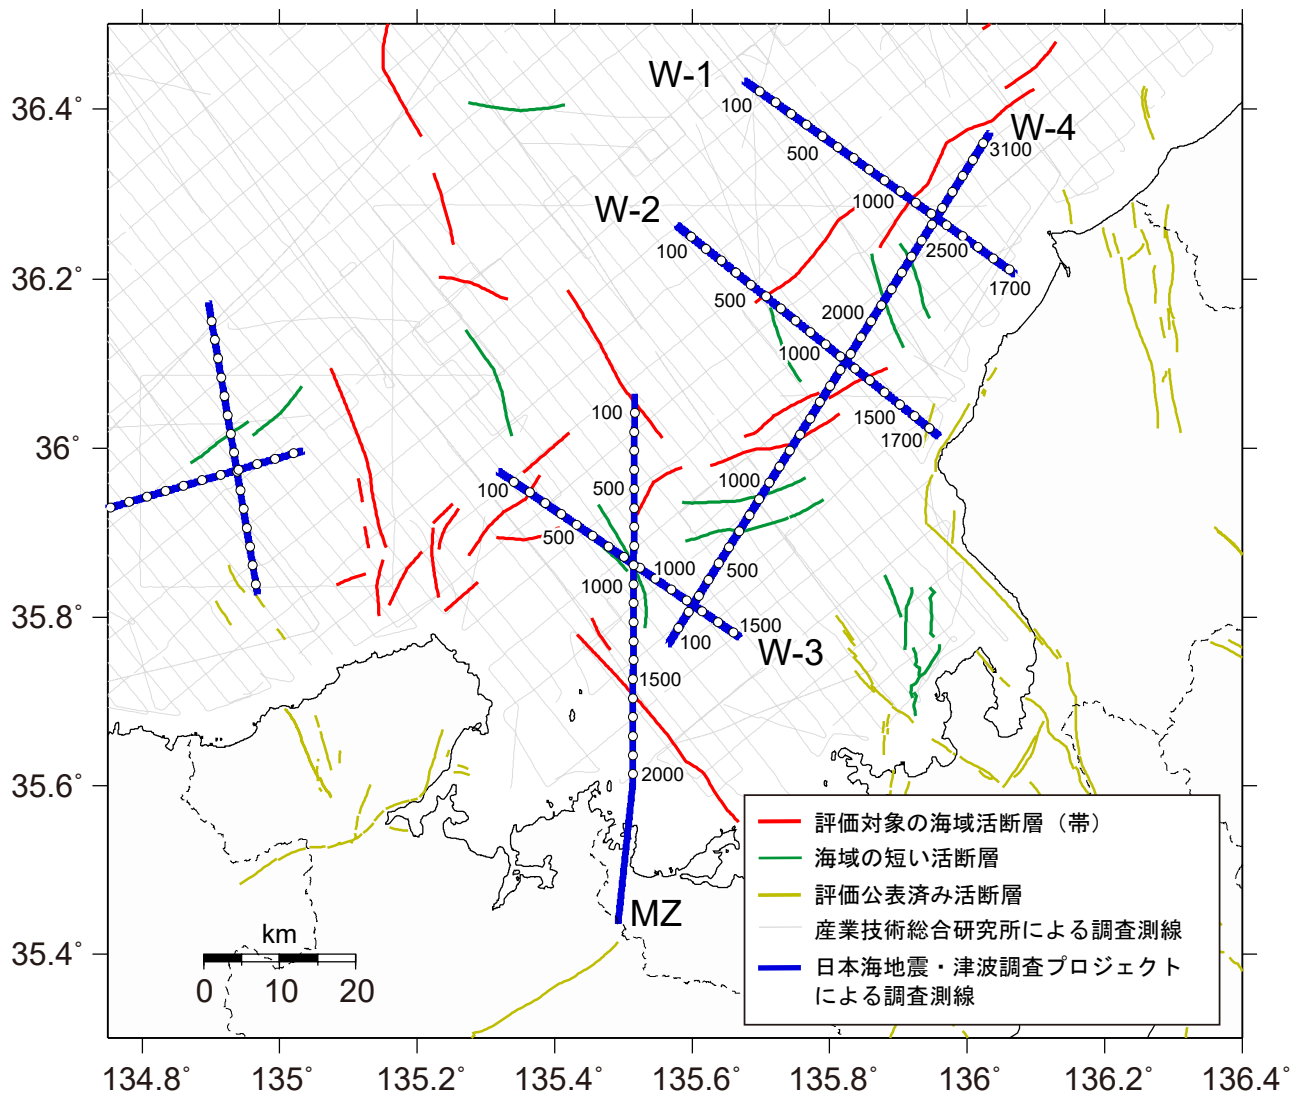 W-1
100
500
1000
2500
1700
W-4
3100
W-2
100
500
1000
2000
1500
1700
100
500
1000
1500
2000
MZ
100
500
1000
1500
W-3
100
500
1000
36.4
36.2
36
35.8
35.6
35.4
km
0 10 20
評価対象の海域活断層（帯）
海域の短い活断層
評価公表済み活断層
産業技術総合研究所による調査測線
日本海地震・津波調査プロジェクト
による調査測線
134.8° 135° 135.2° 135.4° 135.6° 135.8° 136° 136.2° 136.4°